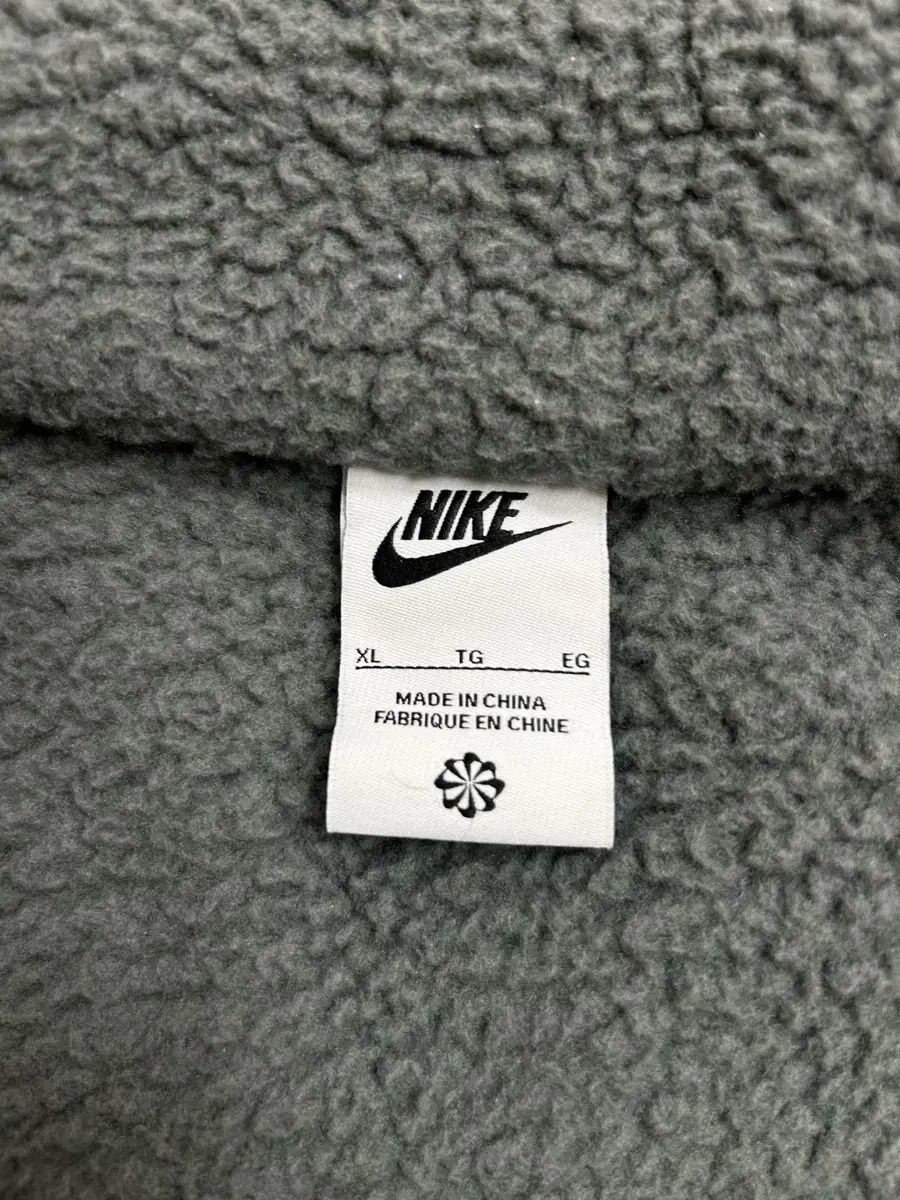 NIKE
XL TG EG
MADE IN CHINA
FABRIQUE EN CHINE